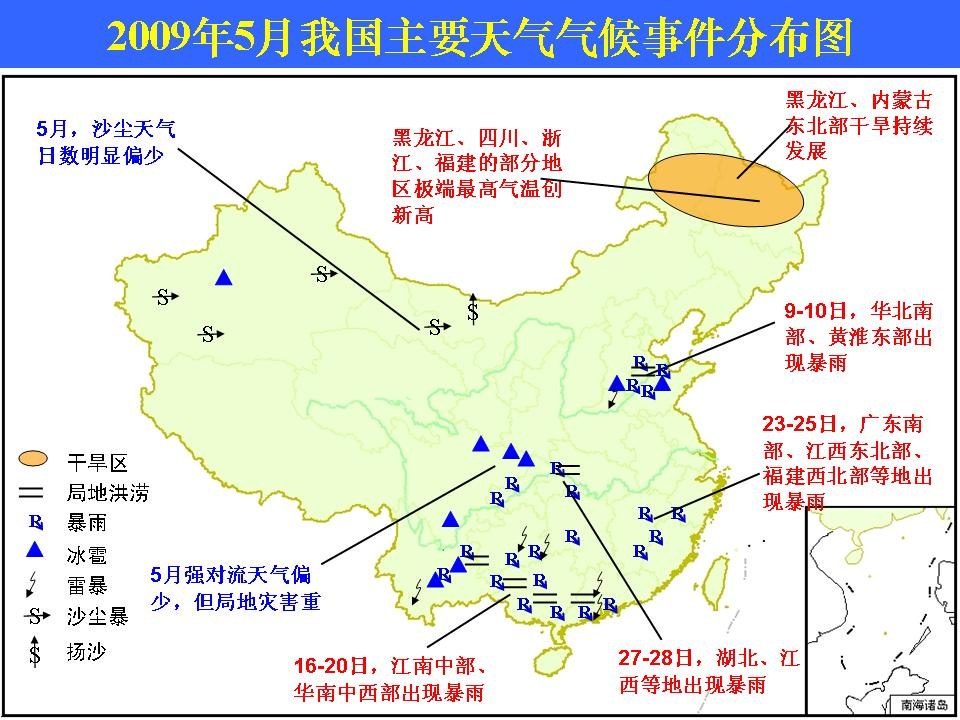 2009年5月我国主要天气气候事件分布图
5月，沙尘天气
日数明显偏少
黑龙江、四川、浙
江、福建的部分地
区极端最高气温创
新高
黑龙江、内蒙古
东北部干旱持续
发展
9-10日，华北南
部、黄淮东部出
现暴雨
23-25日，广东南
部、江西东北部、
福建西北部等地出
现暴雨
27-28日，湖北、江
西等地出现暴雨
16-20日，江南中部、
华南中西部出现暴雨
5月强对流天气偏
少，但局地灾害重
干旱区
局地洪涝
R 暴雨
冰雹
雷暴
S 沙尘暴
S 扬沙
南海诸岛